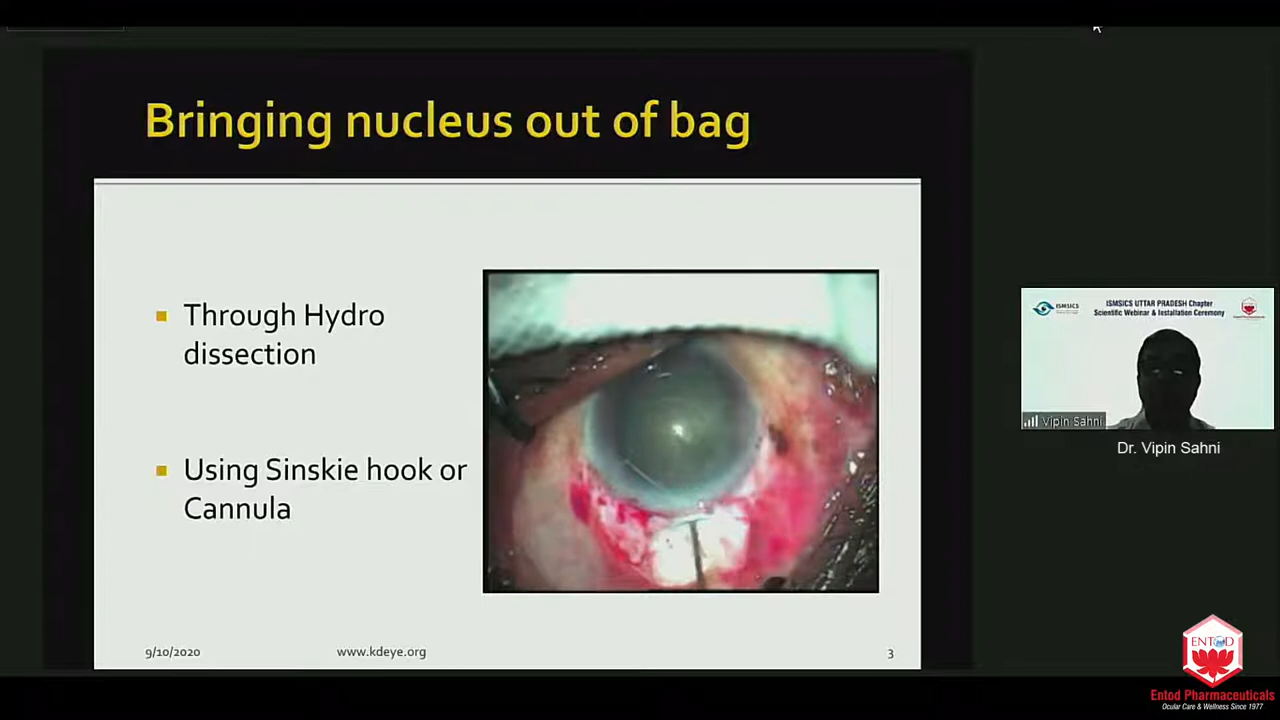 Bringing nucleus out of bag
Through Hydro
dissection
Using Sinskie hook or
Cannula
9/10/2020
www.kdeye.org
3
ISMSICS
ISMSICS UTTAR PRADESH Chapter
Scientific Webinar & Installation Ceremony
Vipin Sahni
Dr. Vipin Sahni
ENTOD
Entod Pharmaceuticals
Ocular Care & Wellness Since 1977